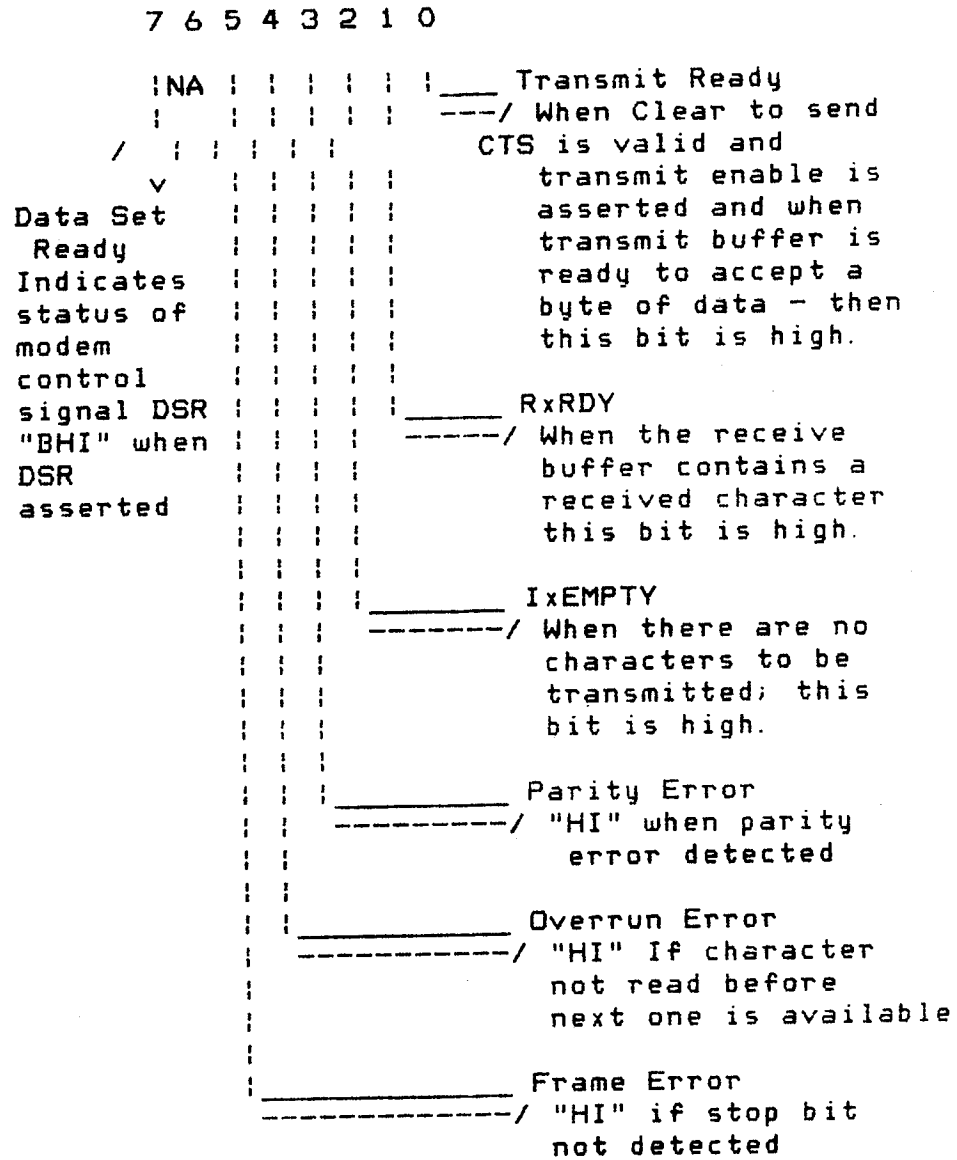 7 6 5 4 3 2 1 0
NA
Transmit Ready
When Clear to send
CTS is valid and
transmit enable is
asserted and when
transmit buffer is
ready to accept a
byte of data - then
this bit is high.
Data Set
Ready
Indicates
status of
modem
control
signal DSR
"BHI" when
DSR
asserted
RxRDY
When the receive
buffer contains a
received character
this bit is high.
IxEMPTY
When there are no
characters to be
transmitted; this
bit is high.
Parity Error
"HI" when parity
error detected
Overrun Error
"HI" If character
not read before
next one is available
Frame Error
"HI" if stop bit
not detected